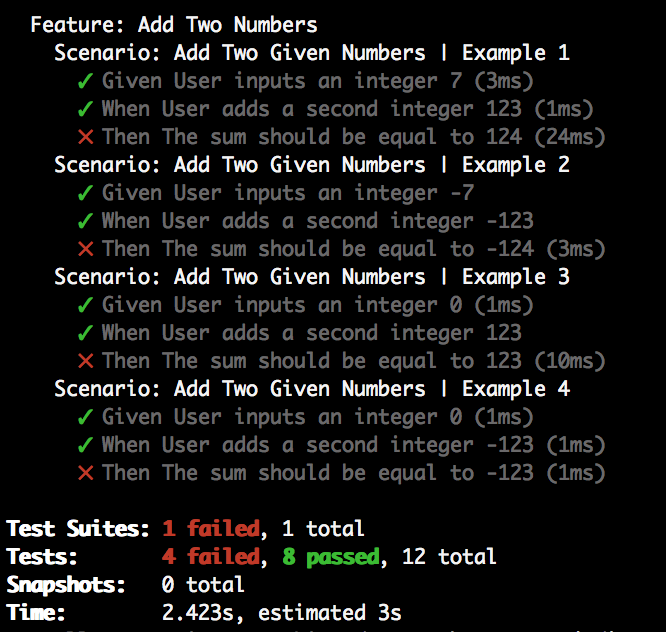 Feature: Add Two Numbers
Scenario: Add Two Given Numbers | Example 1
✓ Given User inputs an integer 7 (3ms)
✓ When User adds a second integer 123 (1ms)
✕ Then The sum should be equal to 124 (24ms)
Scenario: Add Two Given Numbers | Example 2
✓ Given User inputs an integer -7
✓ When User adds a second integer -123
✕ Then The sum should be equal to -124 (3ms)
Scenario: Add Two Given Numbers | Example 3
✓ Given User inputs an integer 0 (1ms)
✓ When User adds a second integer 123
✕ Then The sum should be equal to 123 (10ms)
Scenario: Add Two Given Numbers | Example 4
✓ Given User inputs an integer 0 (1ms)
✓ When User adds a second integer -123 (1ms)
✕ Then The sum should be equal to -123 (1ms)
Test Suites: 1 failed, 1 total
Tests: 4 failed, 8 passed, 12 total
Snapshots: 0 total
Time: 2.423s, estimated 3s